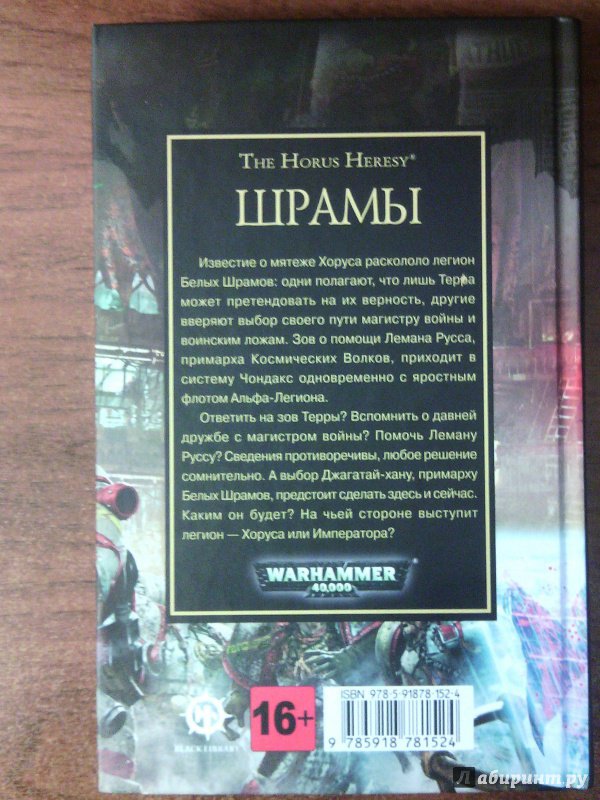 THE HORUS HERESY®
ШРАМЫ
Известие о мятеже Хоруса раскололо легион
Белых Шрамов: одни полагают, что лишь Терра
может претендовать на их верность, другие
вверяют выбор своего пути магистру войны и
воинским ложам. Зов о помощи Лемана Русса,
примарха Космических Волков, приходит в
систему Чондакс одновременно с яростным
флотом Альфа-Легиона.
Ответить на зов Терры? Вспомнить о давней
дружбе с магистром войны? Помочь Леману
Руссу? Сведения противоречивы, любое решение
сомнительно. А выбор Джагатай-хану, примарху
Белых Шрамов, предстоит сделать здесь и сейчас.
Каким он будет? На чьей стороне выступит
легион — Хоруса или Императора?
WARHAMMER
40,000
BLACK LIBRARY
16+
ISBN 978-5-91878-152-4
9 785918 781524
Лабиринт.ру